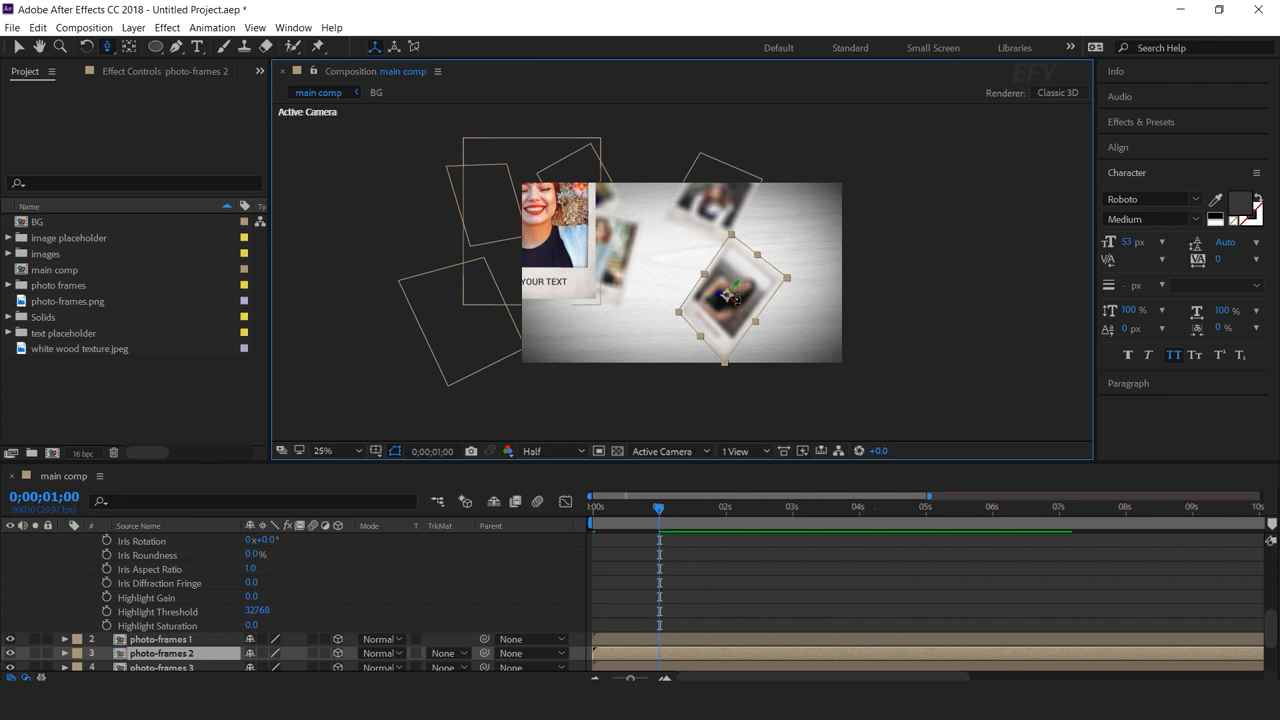 Adobe After Effects CC 2018 - Untitled Project.aep *
File Edit Composition Layer Effect Animation View Window Help
Default Standard Small Screen Libraries Search Help
Project Effect Controls photo-frames 2
Composition main comp
EFY
main comp BG
Renderer: Classic 3D
Active Camera
Info
Audio
Effects & Presets
Align
Character
Roboto
Medium
53 px Auto
0
- px
100 % 100 %
0 px 0 %
Paragraph
Name Ty
BG
image placeholder
images
main comp
photo frames
photo-frames.png
Solids
text placeholder
white wood texture.jpeg
YOUR TEXT
16 bpc
25% 0;00;01;00 Half Active Camera 1 View +0.0
main comp
0;00;01;00
00030 (29.97 fps)
:00s 02s 03s 04s 05s 06s 07s 08s 09s 10s
# Source Name Mode T TrkMat Parent
Iris Rotation 0x+0.0°
Iris Roundness 0.0%
Iris Aspect Ratio 1.0
Iris Diffraction Fringe 0.0
Highlight Gain 0.0
Highlight Threshold 32768
Highlight Saturation 0.0
2 photo-frames 1 Normal None
3 photo-frames 2 Normal None None
4 photo-frames 3 Normal None None